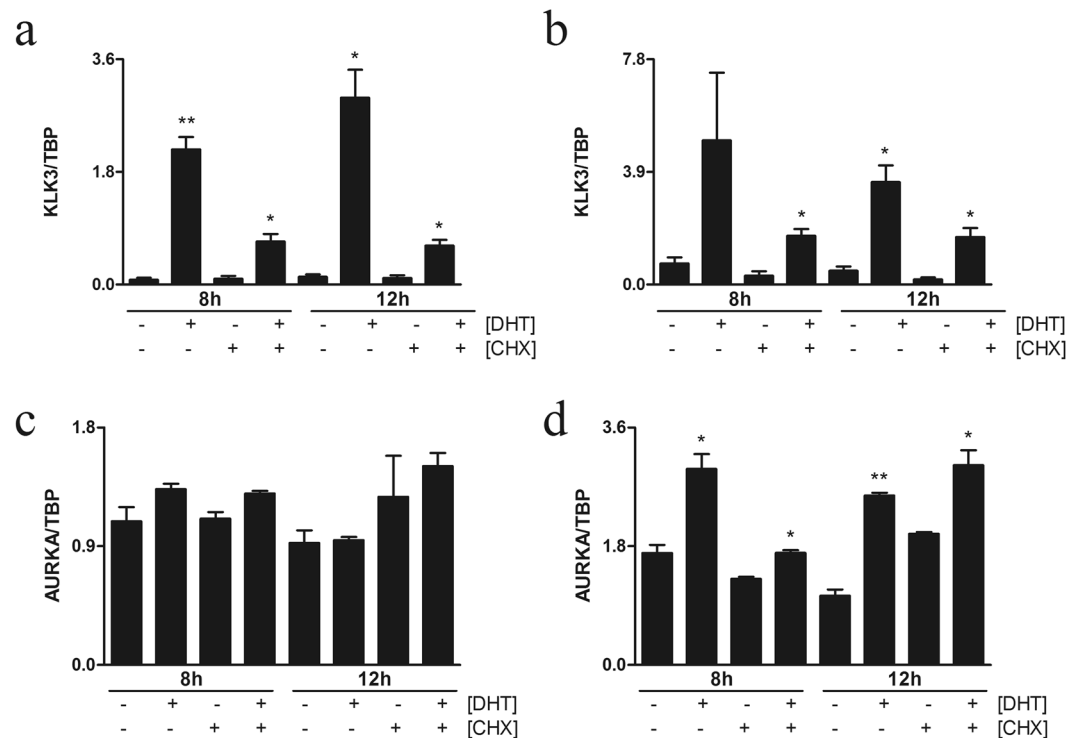 a
3.6
1.8
0.0
KLK3/TBP
** * * *
8h 12h
- + - + - + - + [DHT]
- - + + - - + + [CHX]
b
7.8
3.9
0.0
KLK3/TBP
* * *
8h 12h
- + - + - + - + [DHT]
- - + + - - + + [CHX]
c
1.8
0.9
0.0
AURKA/TBP
8h 12h
- + - + - + - + [DHT]
- - + + - - + + [CHX]
d
3.6
1.8
0.0
AURKA/TBP
* * ** *
8h 12h
- + - + - + - + [DHT]
- - + + - - + + [CHX]